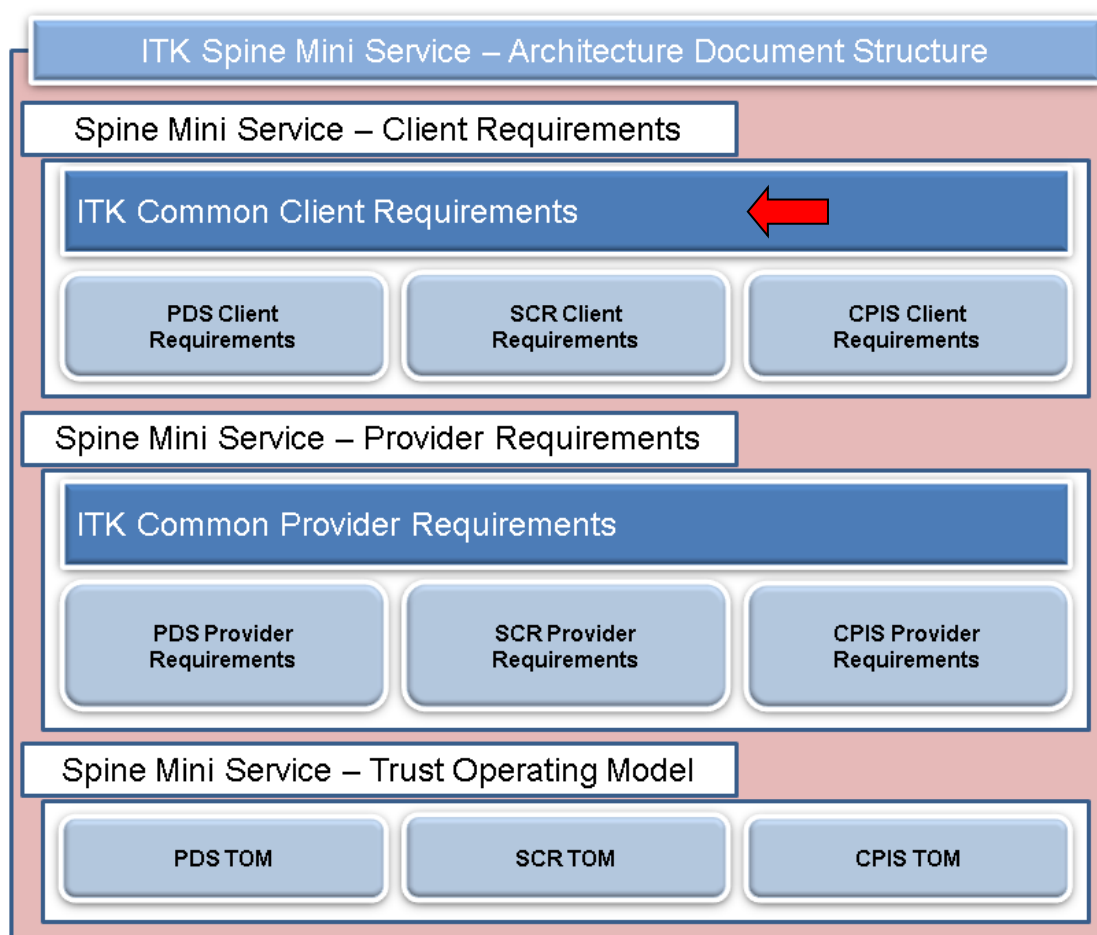 ITK Spine Mini Service – Architecture Document Structure
Spine Mini Service – Client Requirements
ITK Common Client Requirements
PDS Client
Requirements
SCR Client
Requirements
CPIS Client
Requirements
Spine Mini Service – Provider Requirements
ITK Common Provider Requirements
PDS Provider
Requirements
SCR Provider
Requirements
CPIS Provider
Requirements
Spine Mini Service – Trust Operating Model
PDS TOM
SCR TOM
CPIS TOM